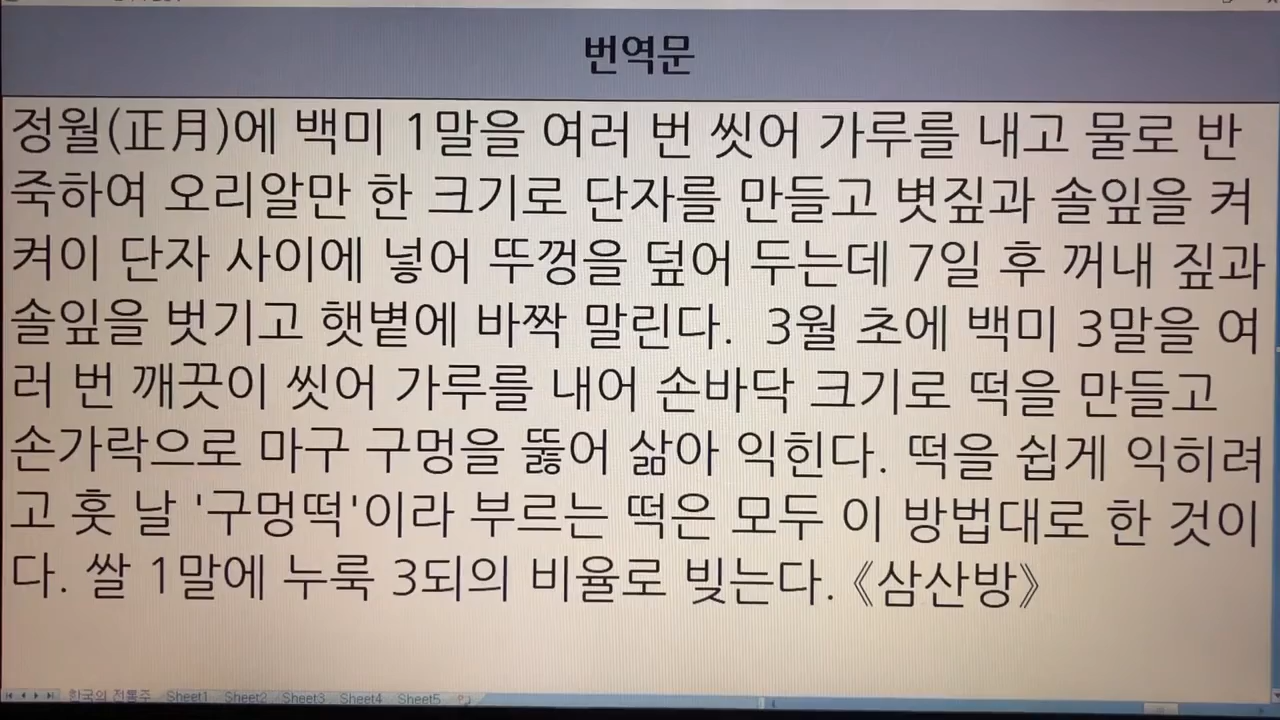 번역문
정월(正月)에 백미 1말을 여러 번 씻어 가루를 내고 물로 반
죽하여 오리알만 한 크기로 단자를 만들고 볏짚과 솔잎을 켜
켜이 단자 사이에 넣어 뚜껑을 덮어 두는데 7일 후 꺼내 짚과
솔잎을 벗기고 햇볕에 바짝 말린다. 3월 초에 백미 3말을 여
러 번 깨끗이 씻어 가루를 내어 손바닥 크기로 떡을 만들고
손가락으로 마구 구멍을 뚫어 삶아 익힌다. 떡을 쉽게 익히려
고 훗 날 '구멍떡'이라 부르는 떡은 모두 이 방법대로 한 것이
다. 쌀 1말에 누룩 3되의 비율로 빚는다. 《삼산방》
한국의 전통주 Sheet1 Sheet2 Sheet3 Sheet4 Sheet5